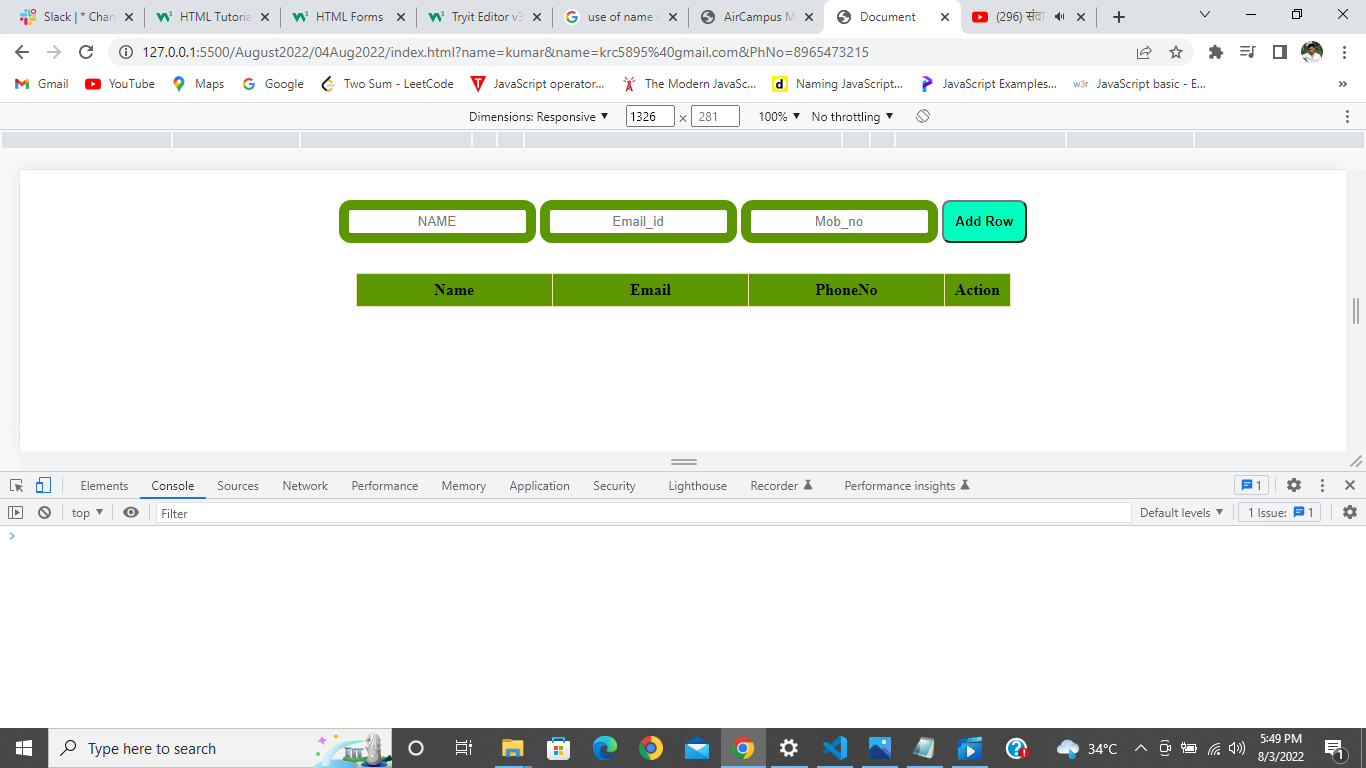 Slack | * Chan HTML Tutoria HTML Forms Tryit Editor v3 use of name i AirCampus M Document (296) संवा
127.0.0.1:5500/August2022/04Aug2022/index.html?name=kumar&name=krc5895%40gmail.com&PhNo=8965473215
Gmail YouTube Maps Google Two Sum - LeetCode JavaScript operator... The Modern JavaSc... Naming JavaScript... JavaScript Examples... w3r JavaScript basic - E... »
Dimensions: Responsive ▼ 1326 × 281 100% ▼ No throttling ▼
NAME Email_id Mob_no Add Row
Name Email PhoneNo Action
Elements Console Sources Network Performance Memory Application Security Lighthouse Recorder Performance insights 1
top ▼ Filter Default levels ▼ 1 Issue: 1
Type here to search 34°C 5:49 PM
8/3/2022 1